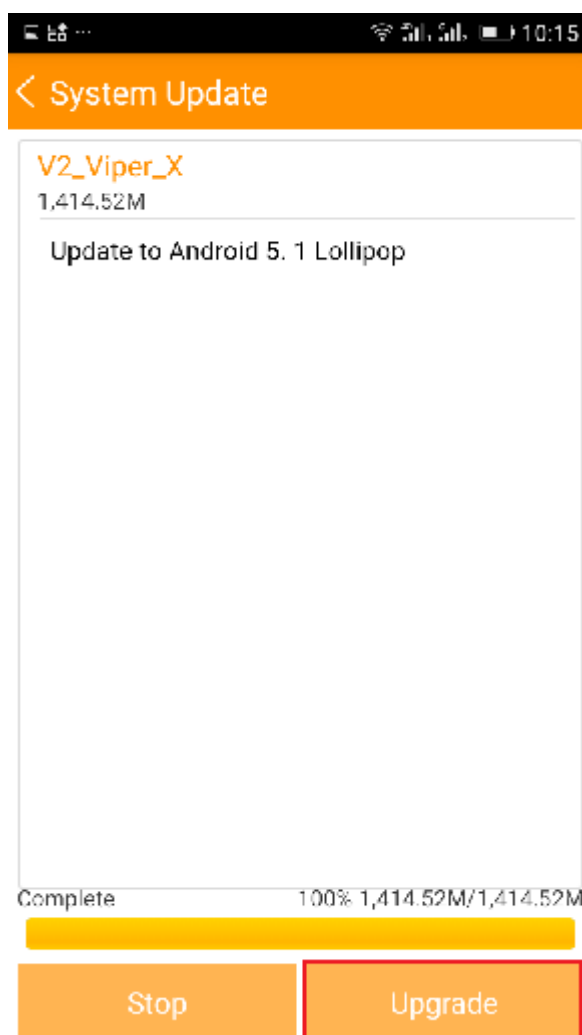 10:15
System Update
V2_Viper_X
1,414.52M
Update to Android 5. 1 Lollipop
Complete 100% 1,414.52M/1,414.52M
Stop Upgrade